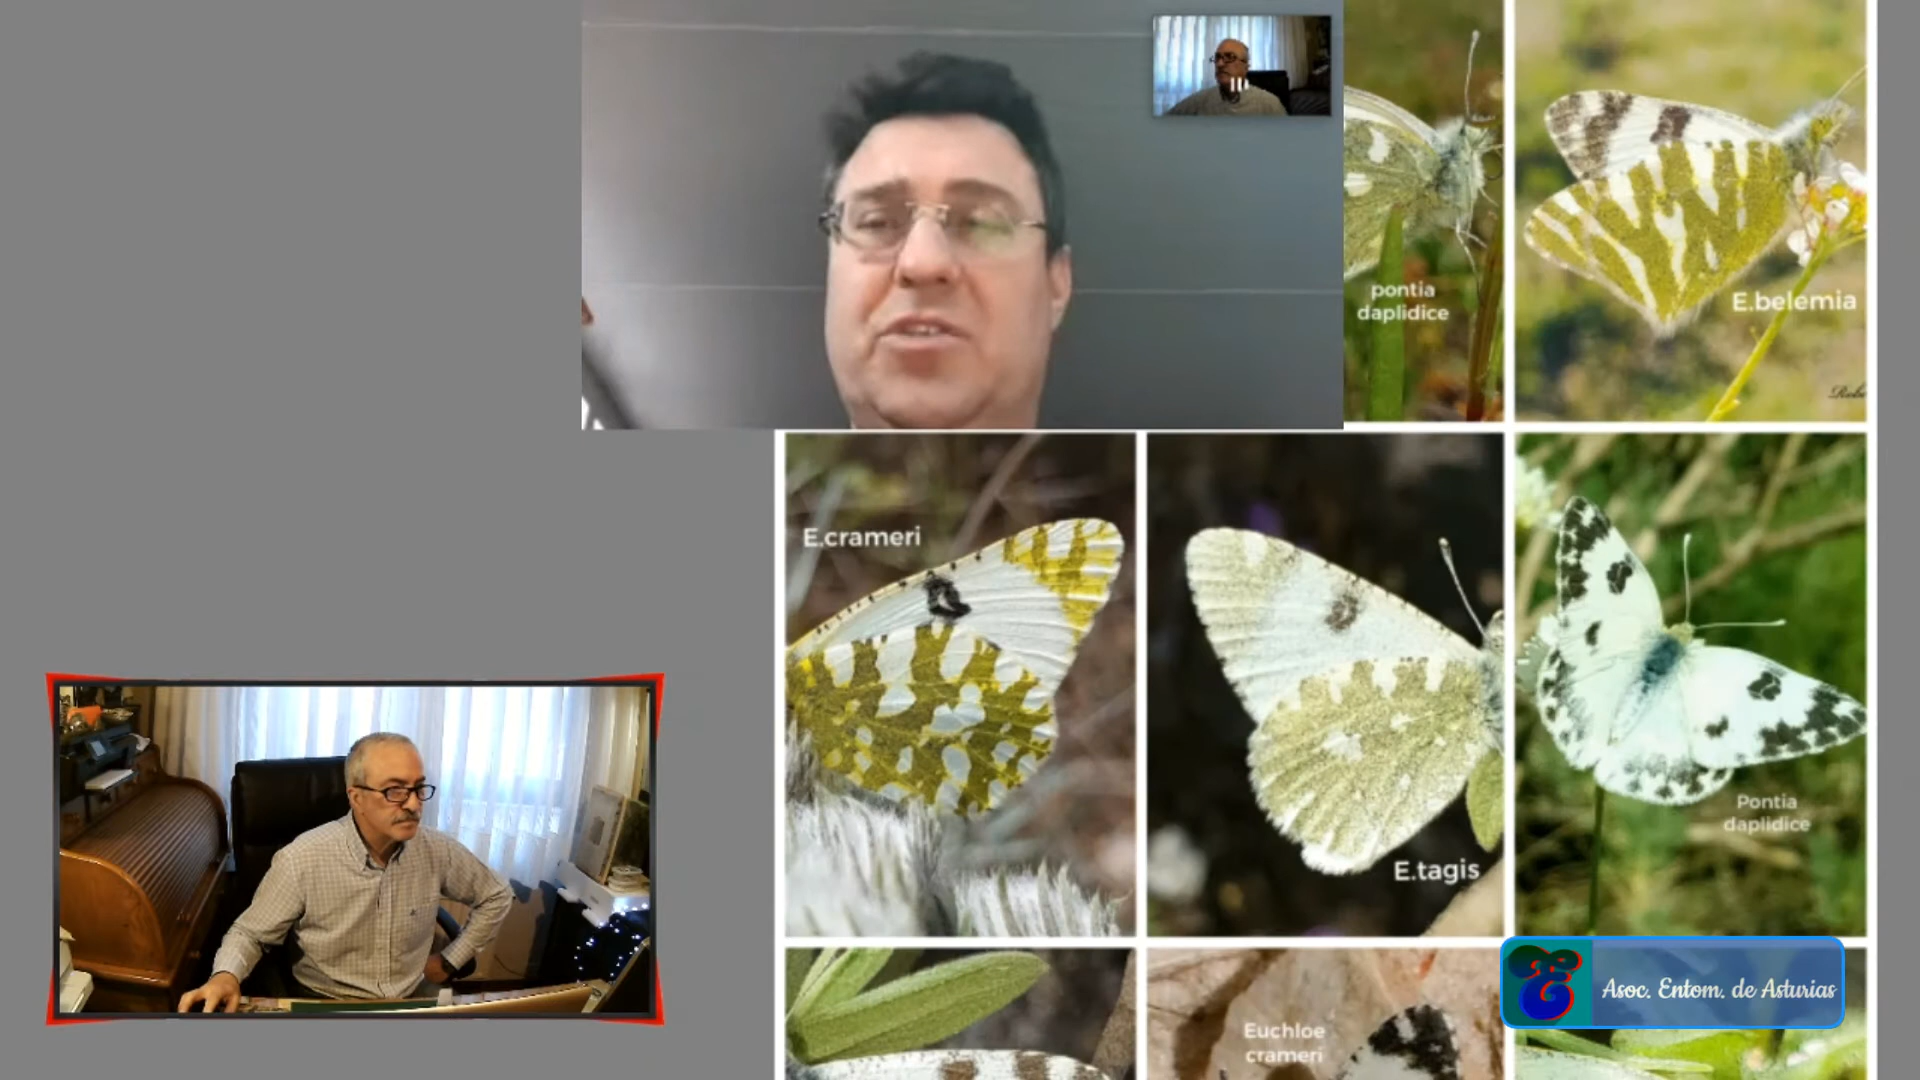 pontia
daplidice
E.belemia
E.crameri
E.tagis
Pontia
daplidice
Asoc. Entom. de Asturias
Euchloe
crameri